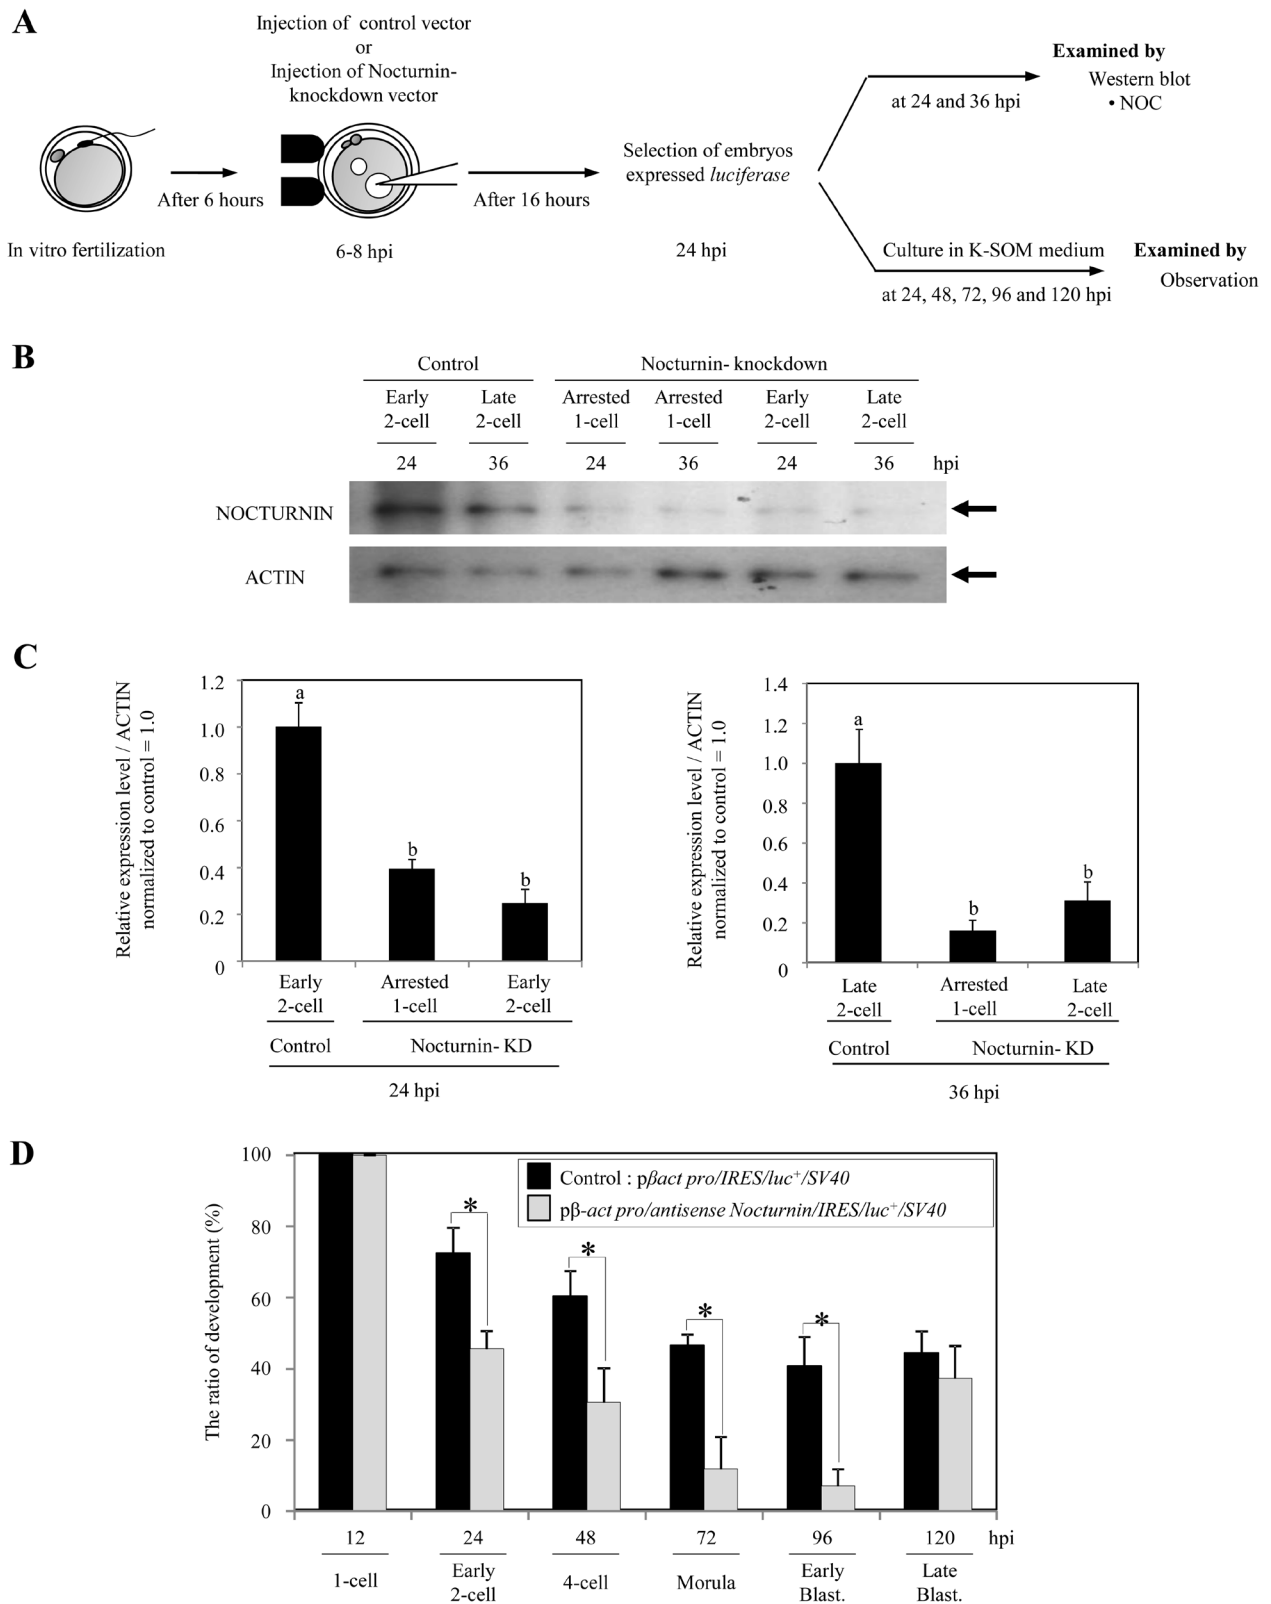 A
Injection of control vector
or
Injection of Nocturnin-
knockdown vector
In vitro fertilization
After 6 hours
6-8 hpi
After 16 hours
Selection of embryos
expressed luciferase
24 hpi
at 24 and 36 hpi
Examined by
Western blot
• NOC
Culture in K-SOM medium
at 24, 48, 72, 96 and 120 hpi
Examined by
Observation
B
Control
Nocturnin- knockdown
Early
2-cell
Late
2-cell
Arrested
1-cell
Arrested
1-cell
Early
2-cell
Late
2-cell
24 36 24 36 24 36 hpi
NOCTURNIN
ACTIN
C
Relative expression level / ACTIN
normalized to control = 1.0
1.2
1.0
0.8
0.6
0.4
0.2
0
a
b
b
Early
2-cell
Arrested
1-cell
Early
2-cell
Control
Nocturnin- KD
24 hpi
Relative expression level / ACTIN
normalized to control = 1.0
1.4
1.2
1.0
0.8
0.6
0.4
0.2
0
a
b
b
Late
2-cell
Arrested
1-cell
Late
2-cell
Control
Nocturnin- KD
36 hpi
D
The ratio of development (%)
100
80
60
40
20
0
Control : pβact pro/IRES/luc⁺/SV40
pβ-act pro/antisense Nocturnin/IRES/luc⁺/SV40
*
*
*
*
12 24 48 72 96 120 hpi
1-cell
Early
2-cell
4-cell
Morula
Early
Blast.
Late
Blast.